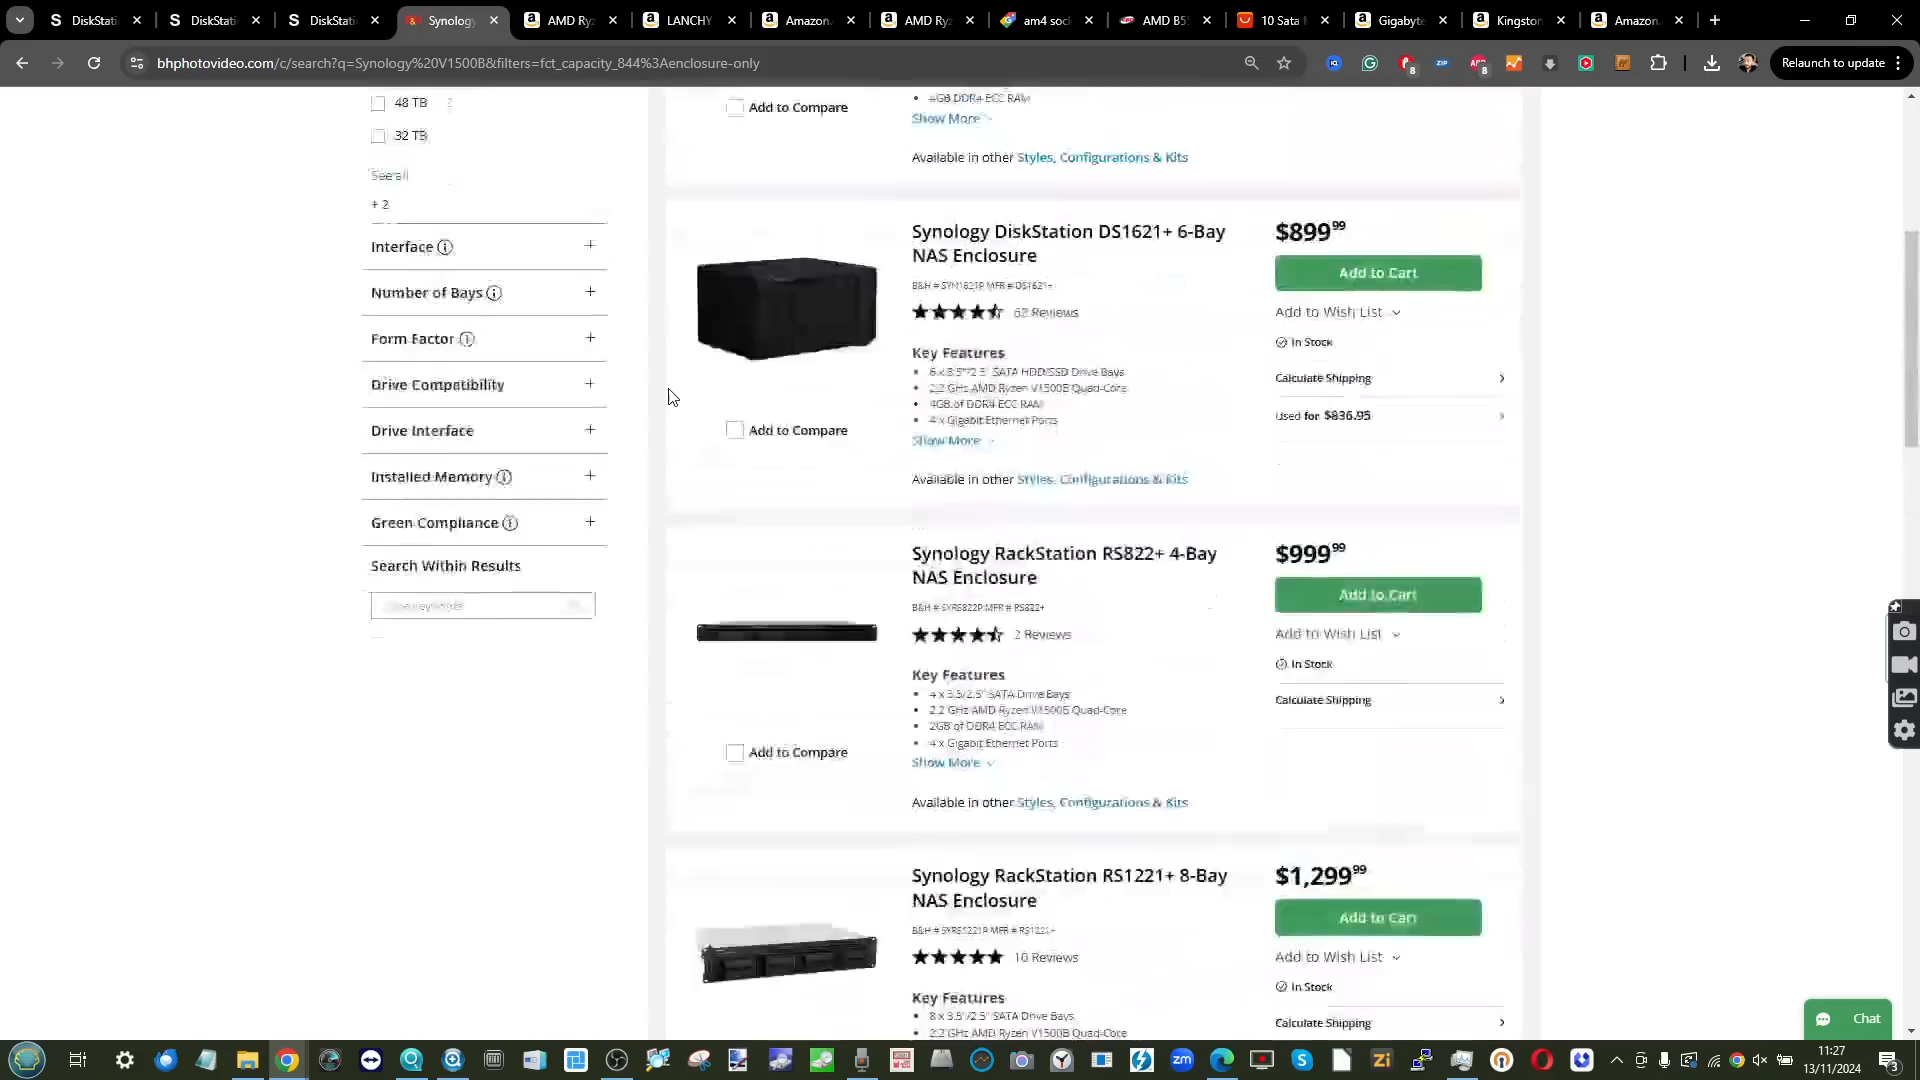 DiskStati
DiskStati
DiskStati
Synology
AMD Ryz
LANCHY
Amazon.
AMD Ryz
am4 sock
AMD B5
10 Sata
Gigabyte
Kingston
Amazon.
bhphotovideo.com/c/search?q=Synology%20V1500B&filters=fct_capacity_844%3Aenclosure-only
Relaunch to update
48 TB 2
32 TB
See all
+ 2
Interface
Number of Bays
Form Factor
Drive Compatibility
Drive Interface
Installed Memory
Green Compliance
Search Within Results
4GB DDR4 ECC RAM
Add to Compare
Show More
Available in other Styles, Configurations & Kits
Synology DiskStation DS1621+ 6-Bay
NAS Enclosure
B&H # SYN1621P MFR # DS1621+
62 Reviews
Key Features
6 x 3.5"/2.5" SATA HDD/SSD Drive Bays
2.2 GHz AMD Ryzen V1500B Quad-Core
4GB of DDR4 ECC RAM
4 x Gigabit Ethernet Ports
Show More
Add to Compare
Available in other Styles, Configurations & Kits
$899.99
Add to Cart
Add to Wish List
In Stock
Calculate Shipping
Used for $836.95
Synology RackStation RS822+ 4-Bay
NAS Enclosure
B&H # SYRS822P MFR # RS822+
2 Reviews
Key Features
4 x 3.5/2.5" SATA Drive Bays
2.2 GHz AMD Ryzen V1500B Quad-Core
2GB of DDR4 ECC RAM
4 x Gigabit Ethernet Ports
Show More
Add to Compare
Available in other Styles, Configurations & Kits
$999.99
Add to Cart
Add to Wish List
In Stock
Calculate Shipping
Synology RackStation RS1221+ 8-Bay
NAS Enclosure
B&H # SYRS1221P MFR # RS1221+
10 Reviews
Key Features
8 x 3.5"/2.5" SATA Drive Bays
2.2 GHz AMD Ryzen V1500B Quad-Core
$1,299.99
Add to Cart
Add to Wish List
In Stock
Calculate Shipping
Chat
11:27
13/11/2024